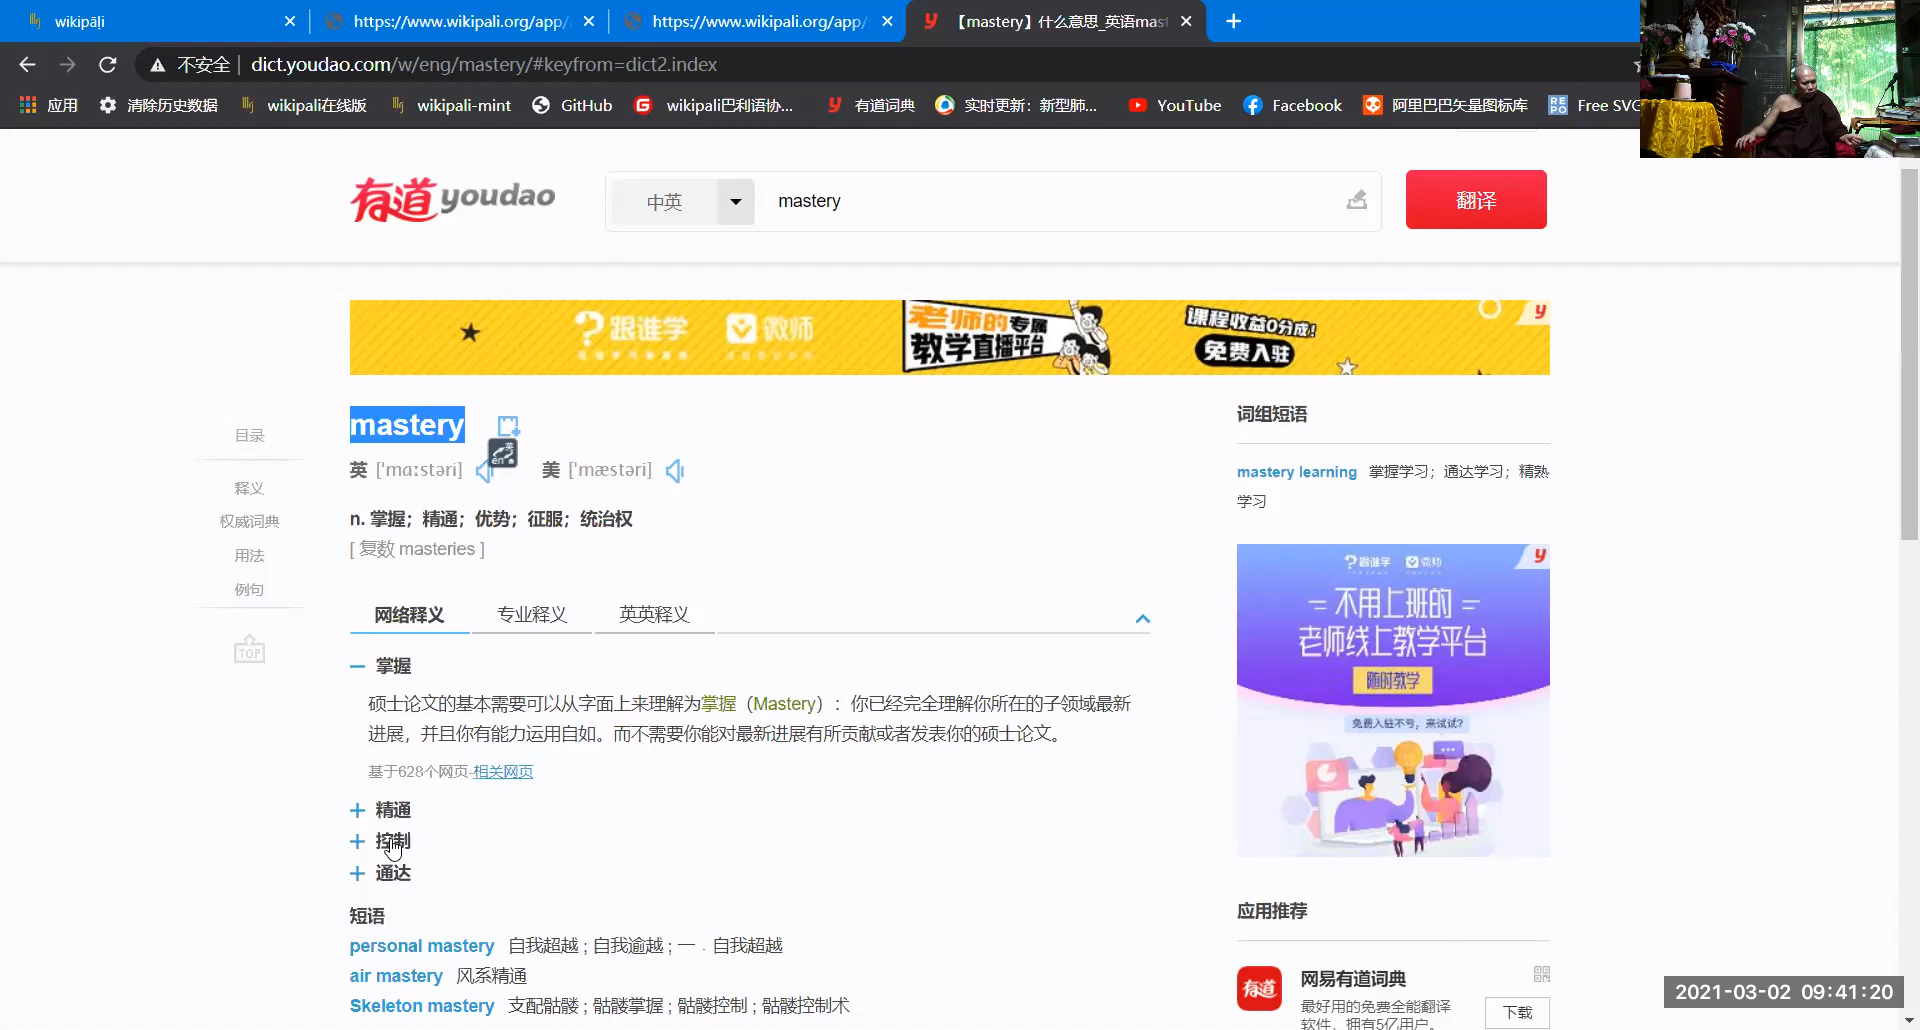 wikipāḷi
https://www.wikipali.org/app/
https://www.wikipali.org/app/
【mastery】什么意思_英语mast
不安全
dict.youdao.com/w/eng/mastery/#keyfrom=dict2.index
应用
清除历史数据
wikipali在线版
wikipali-mint
GitHub
wikipali巴利语协...
有道词典
实时更新：新型肺...
YouTube
Facebook
阿里巴巴矢量图标库
Free SVG
有道youdao
中英
mastery
翻译
跟谁学
微师
老师的专属
教学直播平台
课程收益0分成!
免费入驻
mastery
英 ['mɑːstəri]
美 ['mæstəri]
n. 掌握；精通；优势；征服；统治权
[ 复数 masteries ]
目录
释义
权威词典
用法
例句
TOP
网络释义
专业释义
英英释义
掌握
硕士论文的基本需要可以从字面上来理解为掌握（Mastery）：你已经完全理解你所在的子领域最新
进展，并且你有能力运用自如。而不需要你能对最新进展有所贡献或者发表你的硕士论文。
基于628个网页-相关网页
精通
控制
通达
短语
personal mastery 自我超越 ; 自我逾越 ; 一﹒自我超越
air mastery 风系精通
Skeleton mastery 支配骷髅 ; 骷髅掌握 ; 骷髅控制 ; 骷髅控制术
词组短语
mastery learning 掌握学习；通达学习；精熟
学习
跟谁学
微师
不用上班的
老师线上教学平台
随时教学
免费入驻不亏，来试试?
应用推荐
有道
网易有道词典
最好用的免费全能翻译
软件，拥有5亿用户。
下载
2021-03-02 09:41:20